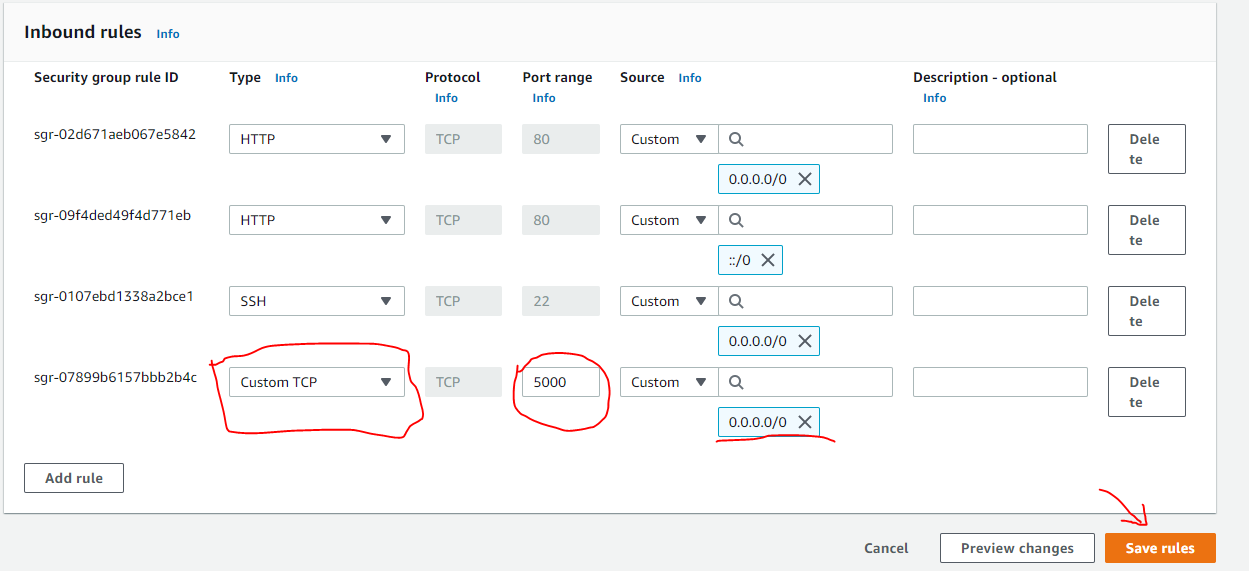 Inbound rules Info
Security group rule ID Type Info Protocol Info Port range Info Source Info Description - optional Info
sgr-02d671aeb067e5842 HTTP TCP 80 Custom Delete
0.0.0.0/0
sgr-09f4ded49f4d771eb HTTP TCP 80 Custom Delete
::/0
sgr-0107ebd1338a2bce1 SSH TCP 22 Custom Delete
0.0.0.0/0
sgr-07899b6157bbb2b4c Custom TCP TCP 5000 Custom Delete
0.0.0.0/0
Add rule
Cancel Preview changes Save rules